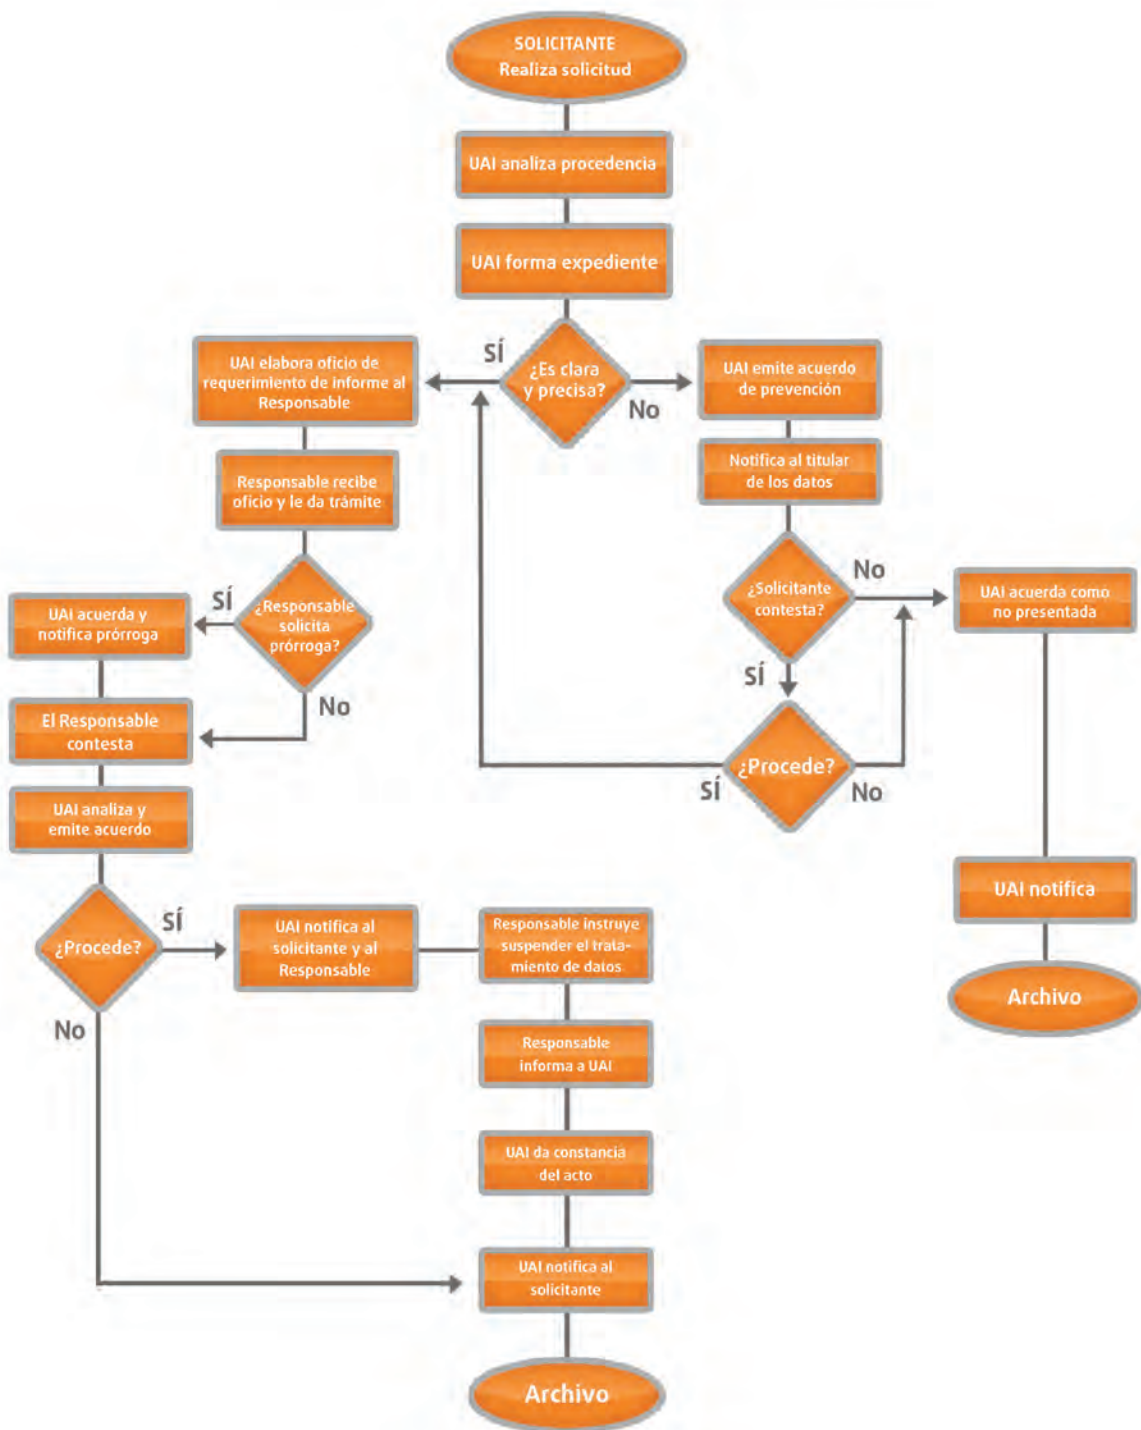 SOLICITANTE
Realiza solicitud
UAI analiza procedencia
UAI forma expediente
¿Es clara
y precisa?
SÍ
No
UAI elabora oficio de
requerimiento de informe al
Responsable
UAI emite acuerdo
de prevención
Responsable recibe
oficio y le da trámite
Notifica al titular
de los datos
¿Responsable
solicita
prórroga?
SÍ
No
¿Solicitante
contesta?
No
SÍ
UAI acuerda como
no presentada
UAI acuerda y
notifica prórroga
El Responsable
contesta
¿Procede?
SÍ
No
UAI analiza y
emite acuerdo
UAI notifica
Archivo
¿Procede?
SÍ
No
UAI notifica al
solicitante y al
Responsable
Responsable instruye
suspender el trata-
miento de datos
Responsable
informa a UAI
UAI da constancia
del acto
UAI notifica al
solicitante
Archivo